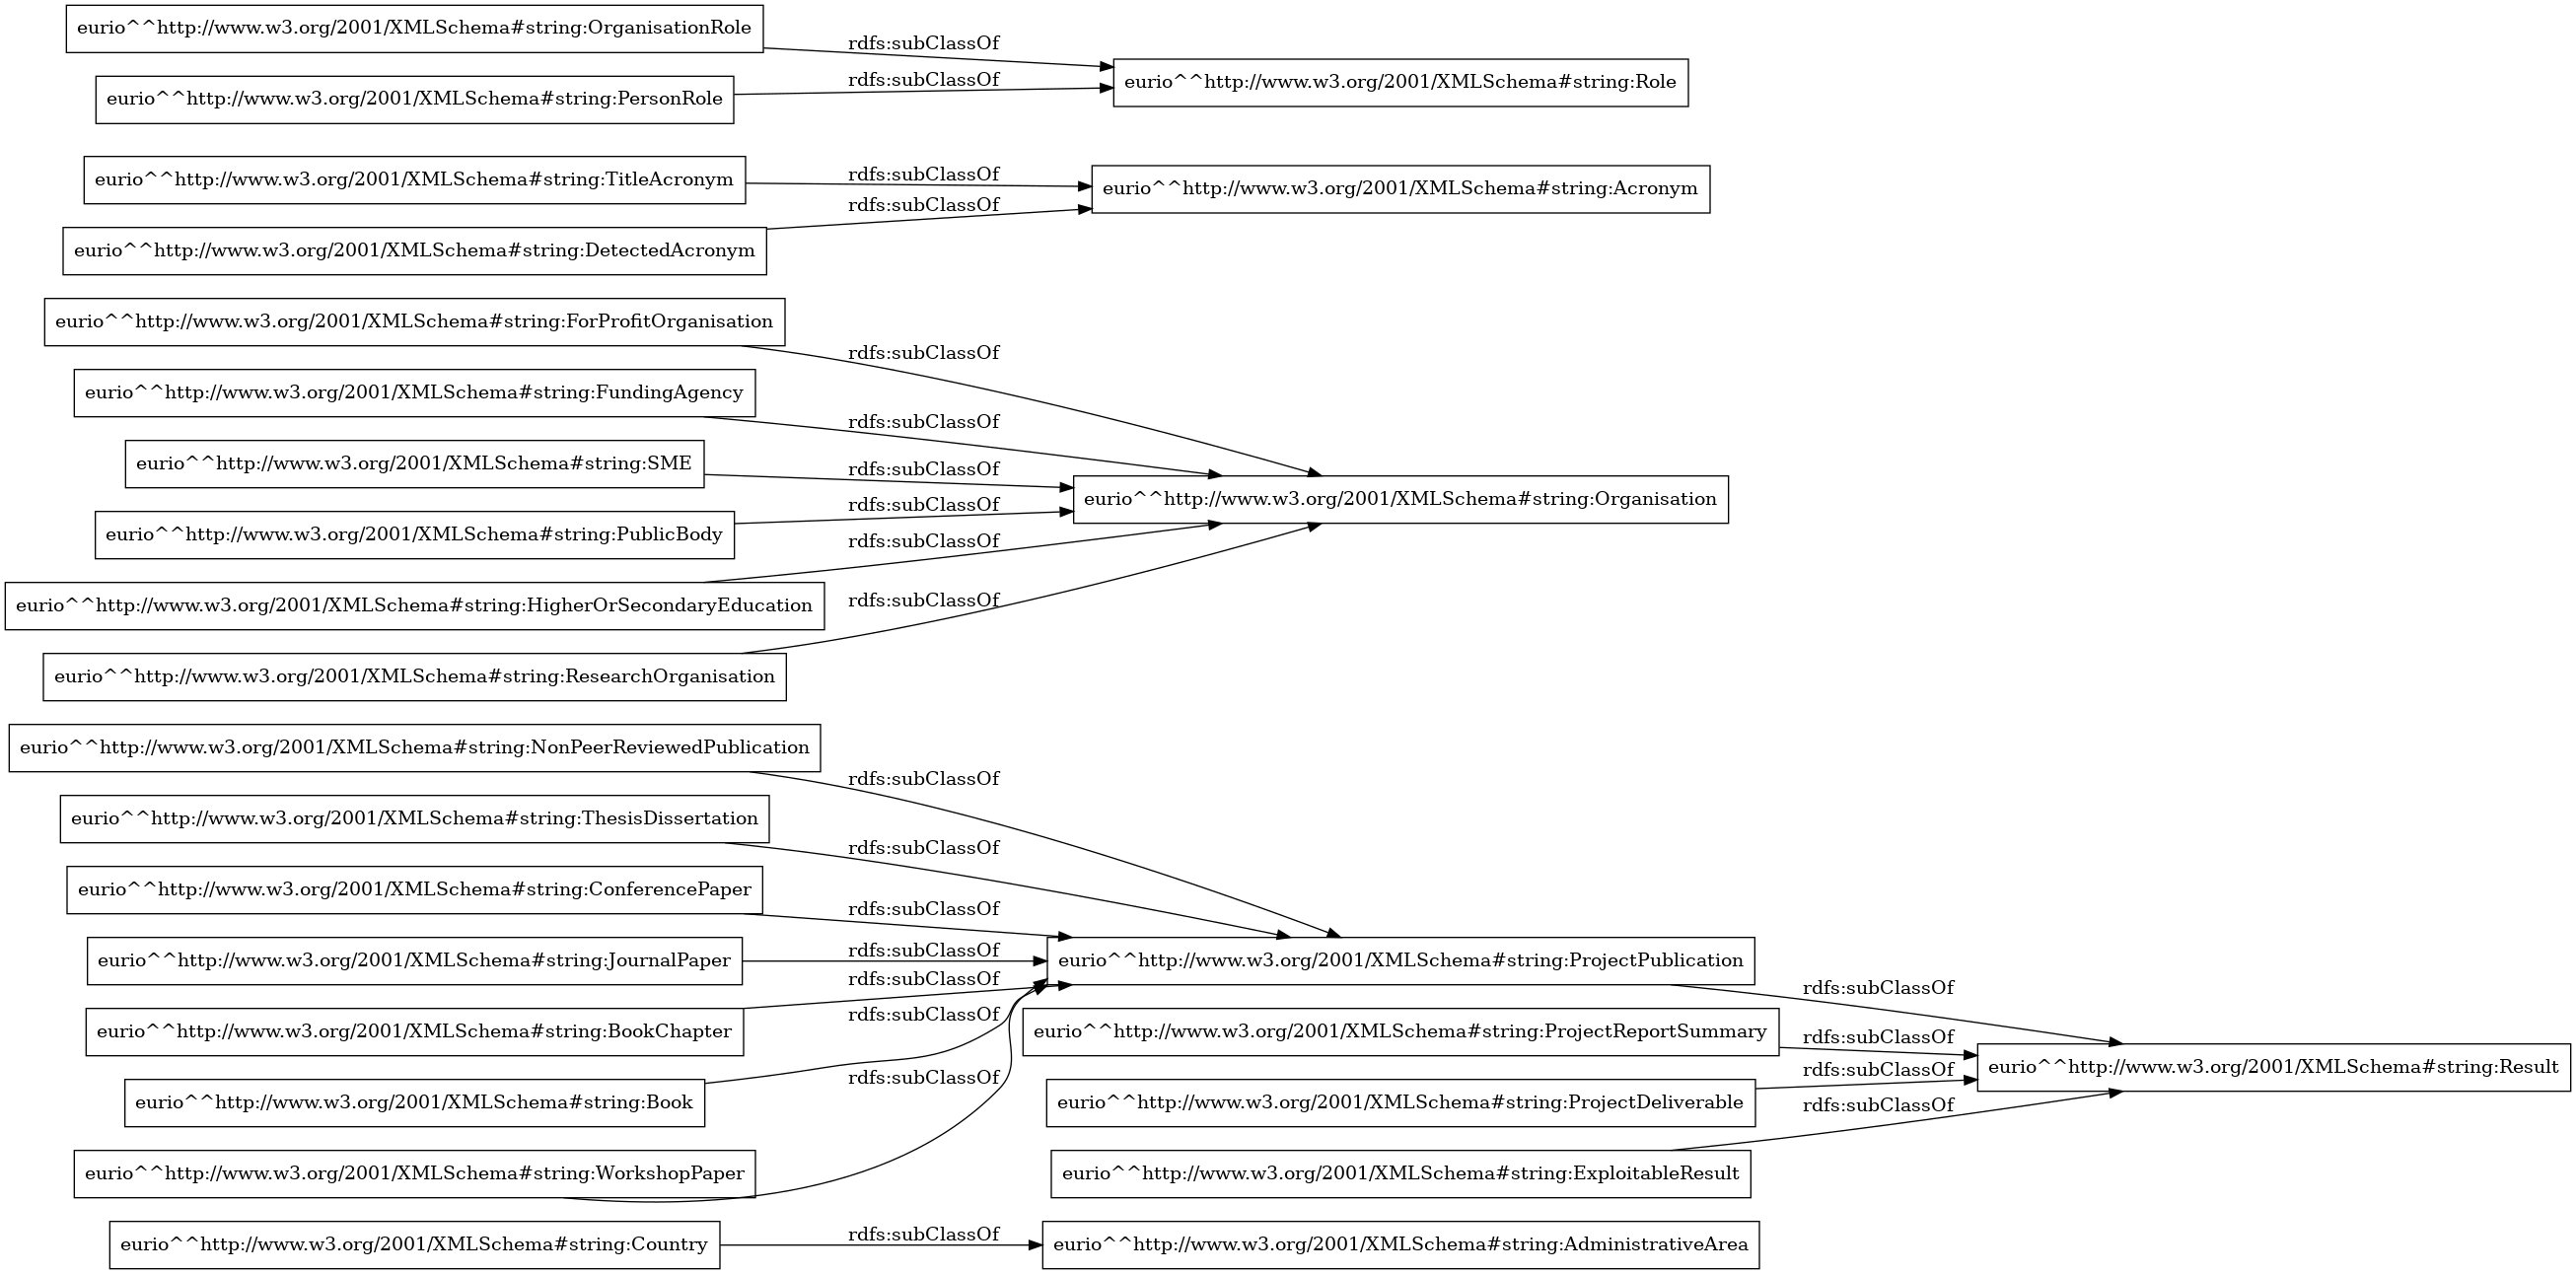 eurio^^http://www.w3.org/2001/XMLSchema#string:OrganisationRole
rdfs:subClassOf
eurio^^http://www.w3.org/2001/XMLSchema#string:Role
eurio^^http://www.w3.org/2001/XMLSchema#string:PersonRole
rdfs:subClassOf
eurio^^http://www.w3.org/2001/XMLSchema#string:TitleAcronym
rdfs:subClassOf
eurio^^http://www.w3.org/2001/XMLSchema#string:Acronym
eurio^^http://www.w3.org/2001/XMLSchema#string:DetectedAcronym
rdfs:subClassOf
eurio^^http://www.w3.org/2001/XMLSchema#string:ForProfitOrganisation
rdfs:subClassOf
eurio^^http://www.w3.org/2001/XMLSchema#string:FundingAgency
rdfs:subClassOf
eurio^^http://www.w3.org/2001/XMLSchema#string:SME
rdfs:subClassOf
eurio^^http://www.w3.org/2001/XMLSchema#string:Organisation
eurio^^http://www.w3.org/2001/XMLSchema#string:PublicBody
rdfs:subClassOf
eurio^^http://www.w3.org/2001/XMLSchema#string:HigherOrSecondaryEducation
rdfs:subClassOf
eurio^^http://www.w3.org/2001/XMLSchema#string:ResearchOrganisation
rdfs:subClassOf
eurio^^http://www.w3.org/2001/XMLSchema#string:NonPeerReviewedPublication
rdfs:subClassOf
eurio^^http://www.w3.org/2001/XMLSchema#string:ThesisDissertation
rdfs:subClassOf
eurio^^http://www.w3.org/2001/XMLSchema#string:ConferencePaper
rdfs:subClassOf
eurio^^http://www.w3.org/2001/XMLSchema#string:JournalPaper
rdfs:subClassOf
eurio^^http://www.w3.org/2001/XMLSchema#string:ProjectPublication
rdfs:subClassOf
eurio^^http://www.w3.org/2001/XMLSchema#string:BookChapter
rdfs:subClassOf
eurio^^http://www.w3.org/2001/XMLSchema#string:ProjectReportSummary
rdfs:subClassOf
eurio^^http://www.w3.org/2001/XMLSchema#string:Result
eurio^^http://www.w3.org/2001/XMLSchema#string:Book
rdfs:subClassOf
eurio^^http://www.w3.org/2001/XMLSchema#string:ProjectDeliverable
rdfs:subClassOf
eurio^^http://www.w3.org/2001/XMLSchema#string:WorkshopPaper
rdfs:subClassOf
eurio^^http://www.w3.org/2001/XMLSchema#string:ExploitableResult
rdfs:subClassOf
eurio^^http://www.w3.org/2001/XMLSchema#string:Country
rdfs:subClassOf
eurio^^http://www.w3.org/2001/XMLSchema#string:AdministrativeArea